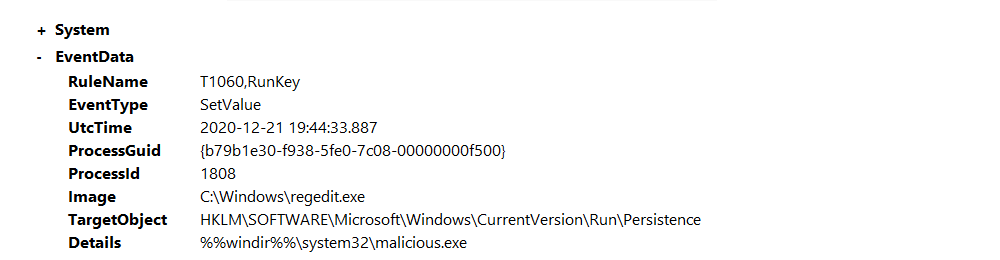 + System
- EventData
RuleName T1060,RunKey
EventType SetValue
UtcTime 2020-12-21 19:44:33.887
ProcessGuid {b79b1e30-f938-5fe0-7c08-00000000f500}
ProcessId 1808
Image C:\Windows\regedit.exe
TargetObject HKLM\SOFTWARE\Microsoft\Windows\CurrentVersion\Run\Persistence
Details %%windir%%\system32\malicious.exe